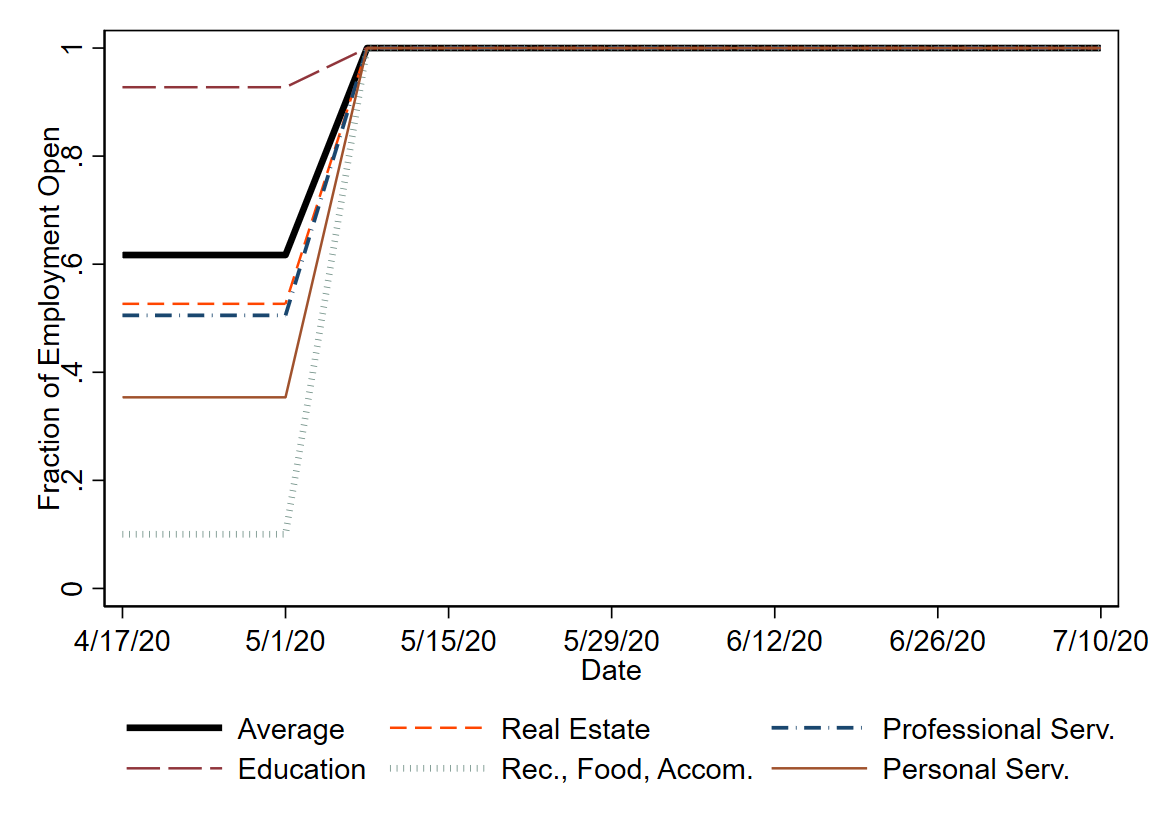 Fraction of Employment Open
1
.8
.6
.4
.2
0
4/17/20 5/1/20 5/15/20 5/29/20 6/12/20 6/26/20 7/10/20
Date
Average Real Estate Professional Serv.
Education Rec., Food, Accom. Personal Serv.